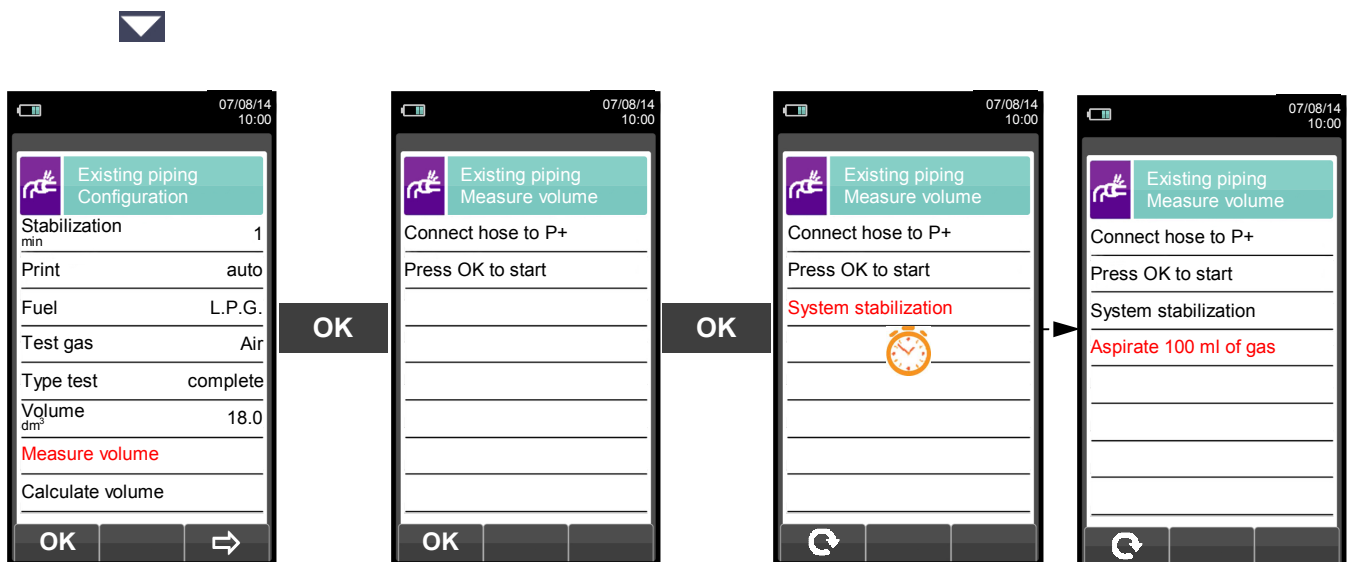 07/08/14
10:00
Existing piping
Configuration
Stabilization
min
1
Print auto
Fuel L.P.G.
Test gas Air
Type test complete
Volume
dm³
18.0
Measure volume
Calculate volume
OK
OK
07/08/14
10:00
Existing piping
Measure volume
Connect hose to P+
Press OK to start
OK
OK
07/08/14
10:00
Existing piping
Measure volume
Connect hose to P+
Press OK to start
System stabilization
07/08/14
10:00
Existing piping
Measure volume
Connect hose to P+
Press OK to start
System stabilization
Aspirate 100 ml of gas